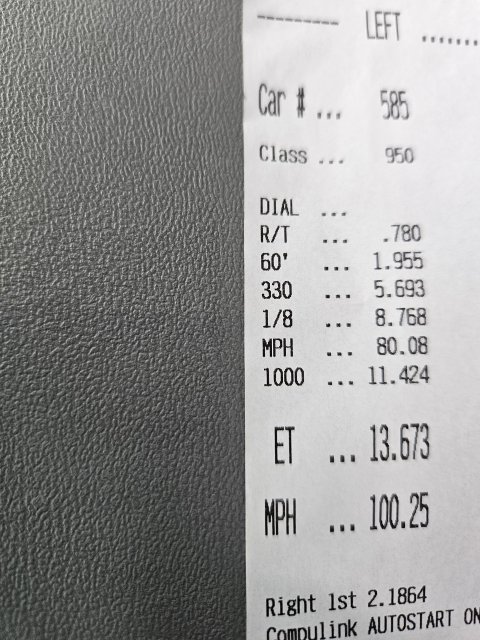 --------- LEFT ........
Car # ... 585
Class ... 950
DIAL ...
R/T ... .780
60' ... 1.955
330 ... 5.693
1/8 ... 8.768
MPH ... 80.08
1000 ... 11.424
ET ... 13.673
MPH ... 100.25
Right 1st 2.1864
Compulink AUTOSTART ON